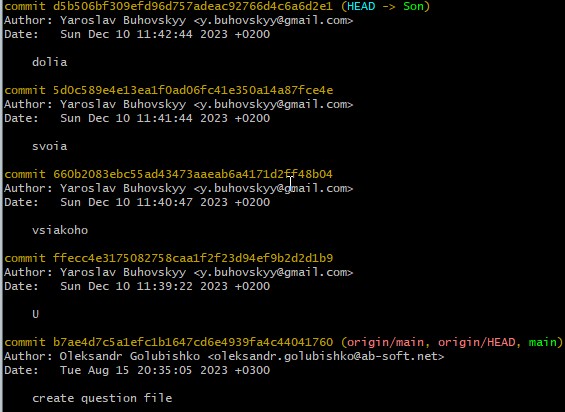 commit d5b506bf309efd96d757adeac92766d4c6a6d2e1 (HEAD -> Son)
Author: Yaroslav Buhovskyy <y.buhovskyy@gmail.com>
Date:   Sun Dec 10 11:42:44 2023 +0200
dolia
commit 5d0c589e4e13ea1f0ad06fc41e350a14a87fce4e
Author: Yaroslav Buhovskyy <y.buhovskyy@gmail.com>
Date:   Sun Dec 10 11:41:44 2023 +0200
svoia
commit 660b2083ebc55ad43473aaeab6a4171d2ff48b04
Author: Yaroslav Buhovskyy <y.buhovskyy@gmail.com>
Date:   Sun Dec 10 11:40:47 2023 +0200
vsiakoho
commit ffecc4e3175082758caa1f2f23d94ef9b2d2d1b9
Author: Yaroslav Buhovskyy <y.buhovskyy@gmail.com>
Date:   Sun Dec 10 11:39:22 2023 +0200
U
commit b7ae4d7c5a1efc1b1647cd6e4939fa4c44041760 (origin/main, origin/HEAD, main)
Author: Oleksandr Golubishko <oleksandr.golubishko@ab-soft.net>
Date:   Tue Aug 15 20:35:05 2023 +0300
create question file